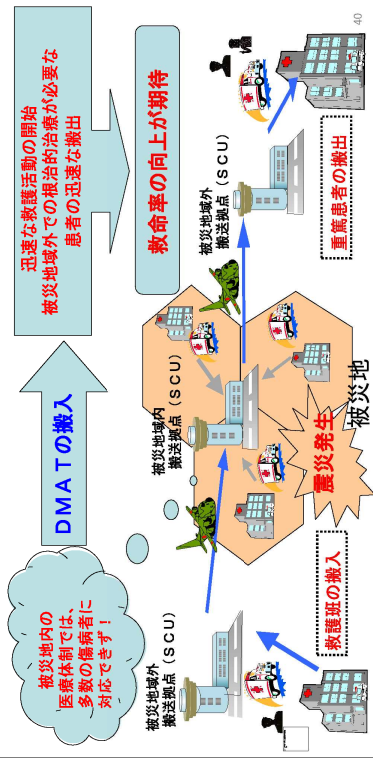 被災地内の
医療体制では、
多数の傷病者に
対応できず！
DMATの搬入
迅速な救護活動の開始
被災地域外での根治的治療が必要な
患者の迅速な搬出
救命率の向上が期待
被災地域外
搬送拠点（SCU）
被災地域内
搬送拠点（SCU）
被災地域外
搬送拠点（SCU）
救護班の搬入
震災発生
被災地
重篤患者の搬出
40